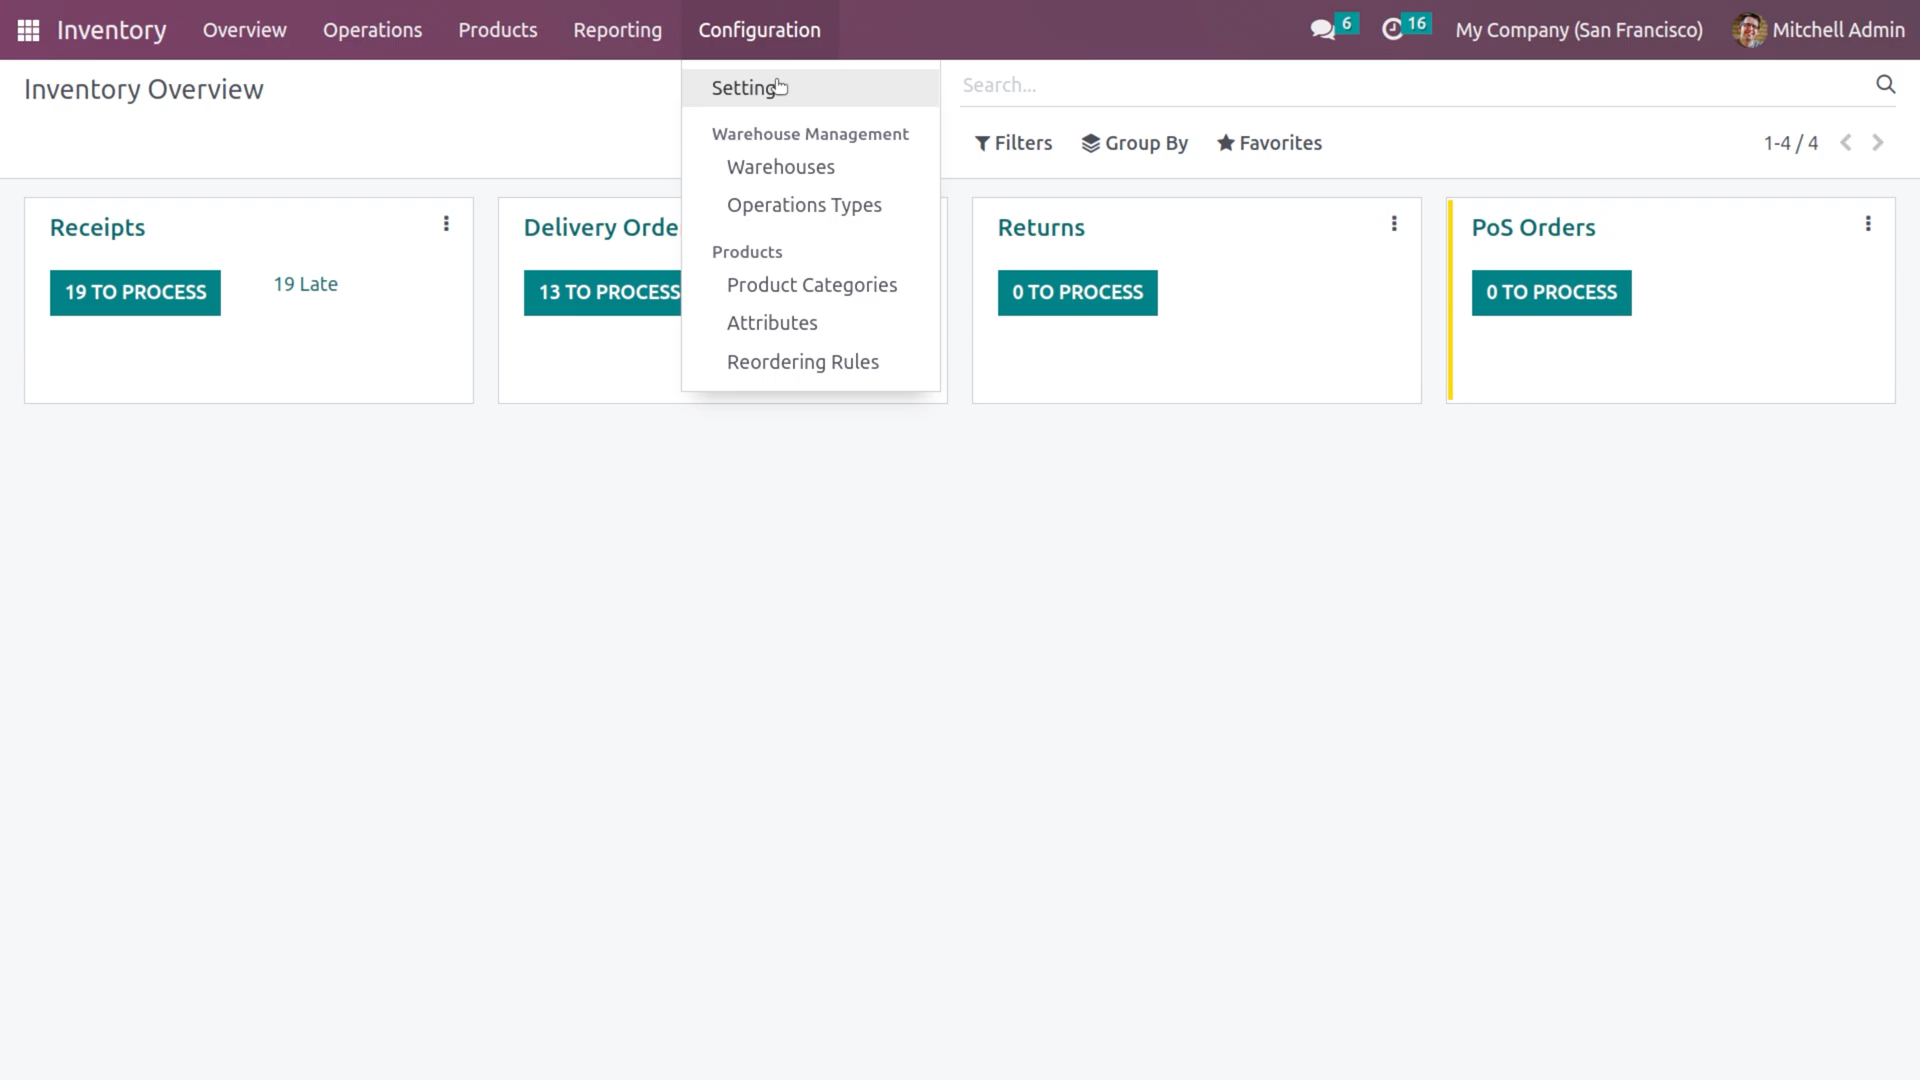 Inventory Overview Operations Products Reporting Configuration 6 16 My Company (San Francisco) Mitchell Admin
Inventory Overview
Search...
Filters Group By Favorites 1-4 / 4
Setting
Warehouse Management
Warehouses
Operations Types
Products
Product Categories
Attributes
Reordering Rules
Receipts
19 TO PROCESS 19 Late
Delivery Orde
13 TO PROCESS
Returns
0 TO PROCESS
PoS Orders
0 TO PROCESS